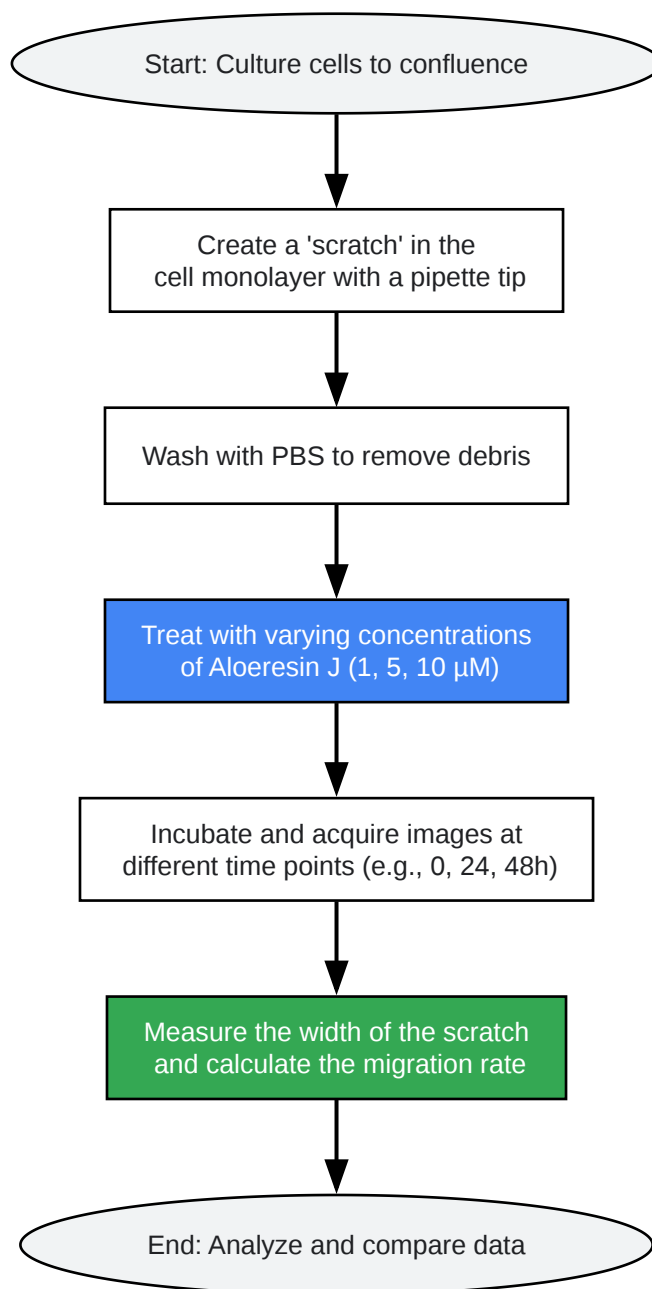 Start: Culture cells to confluence
Create a 'scratch' in the
cell monolayer with a pipette tip
Wash with PBS to remove debris
Treat with varying concentrations
of Aloeresin J (1, 5, 10 µM)
Incubate and acquire images at
different time points (e.g., 0, 24, 48h)
Measure the width of the scratch
and calculate the migration rate
End: Analyze and compare data